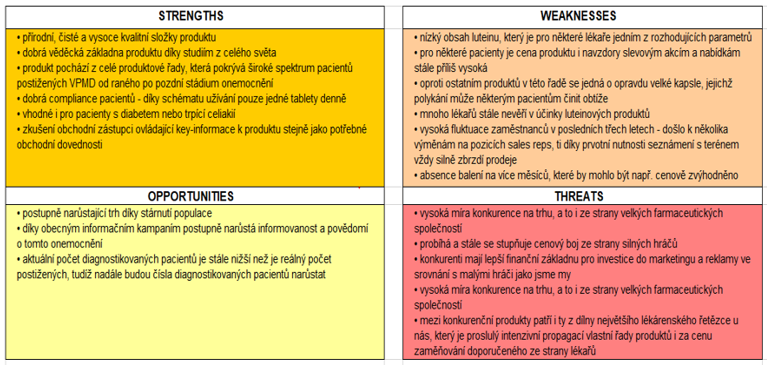 STRENGTHS
• přírodní, čisté a vysoce kvalitní složky produktu
• dobrá věděcká základna produktu díky studiím z celého světa
• produkt pochází z celé produktové řady, která pokrývá široké spektrum pacientů
postižených VPMD od raného po pozdní stádium onemocnění
• dobrá compliance pacientů - díky schématu užívání pouze jedné tablety denně
• vhodné i pro pacienty s diabetem nebo trpící celiakií
• zkušení obchodní zástupci ovládající key-information k produktu stejně jako potřebné
obchodní dovednosti
WEAKNESSES
• nízký obsah luteinu, který je pro některé lékaře jedním z rozhodujících parametrů
• pro některé pacienty je cena produktu i navzdory slevovým akcím a nabídkám
stále příliš vysoká
• oproti ostatním produktů v této řadě se jedná o opravdu velké kapsle, jejichž
polykání může některým pacientům činit obtíže
• mnoho lékařů stále nevěří v účinky luteinových produktů
• vysoká fluktuace zaměstnanců v posledních třech letech - došlo k několika
výměnám na pozicích sales reps, ti díky prvotní nutnosti seznámení s terénem
vždy silně zbrzdí prodeje
• absence balení na více měsíců, které by mohlo být např. cenově zvýhodněno
OPPORTUNITIES
• postupně narůstající trh díky stárnutí populace
• díky obecným informačním kampaním postupně narůstá informovanost a povědomí
o tomto onemocnění
• aktuální počet diagnostikovaných pacientů je stále nižší než je reálný počet
postižených, tudíž nadále budou čísla diagnostikovaných pacientů narůstat
THREATS
• vysoká míra konkurence na trhu, a to i ze strany velkých farmaceutických
společností
• probíhá a stále se stupňuje cenový boj ze strany silných hráčů
• konkurenti mají lepší finanční základnu pro investice do marketingu a reklamy ve
srovnání s malými hráči jako jsme my
• vysoká míra konkurence na trhu, a to i ze strany velkých farmaceutických
společností
• mezi konkurenční produkty patří i ty z dílny největšího lékárenského řetězce u
nás, který je proslulý intenzivní propagací vlastní řady produktů i za cenu
zaměňování doporučeného ze strany lékařů